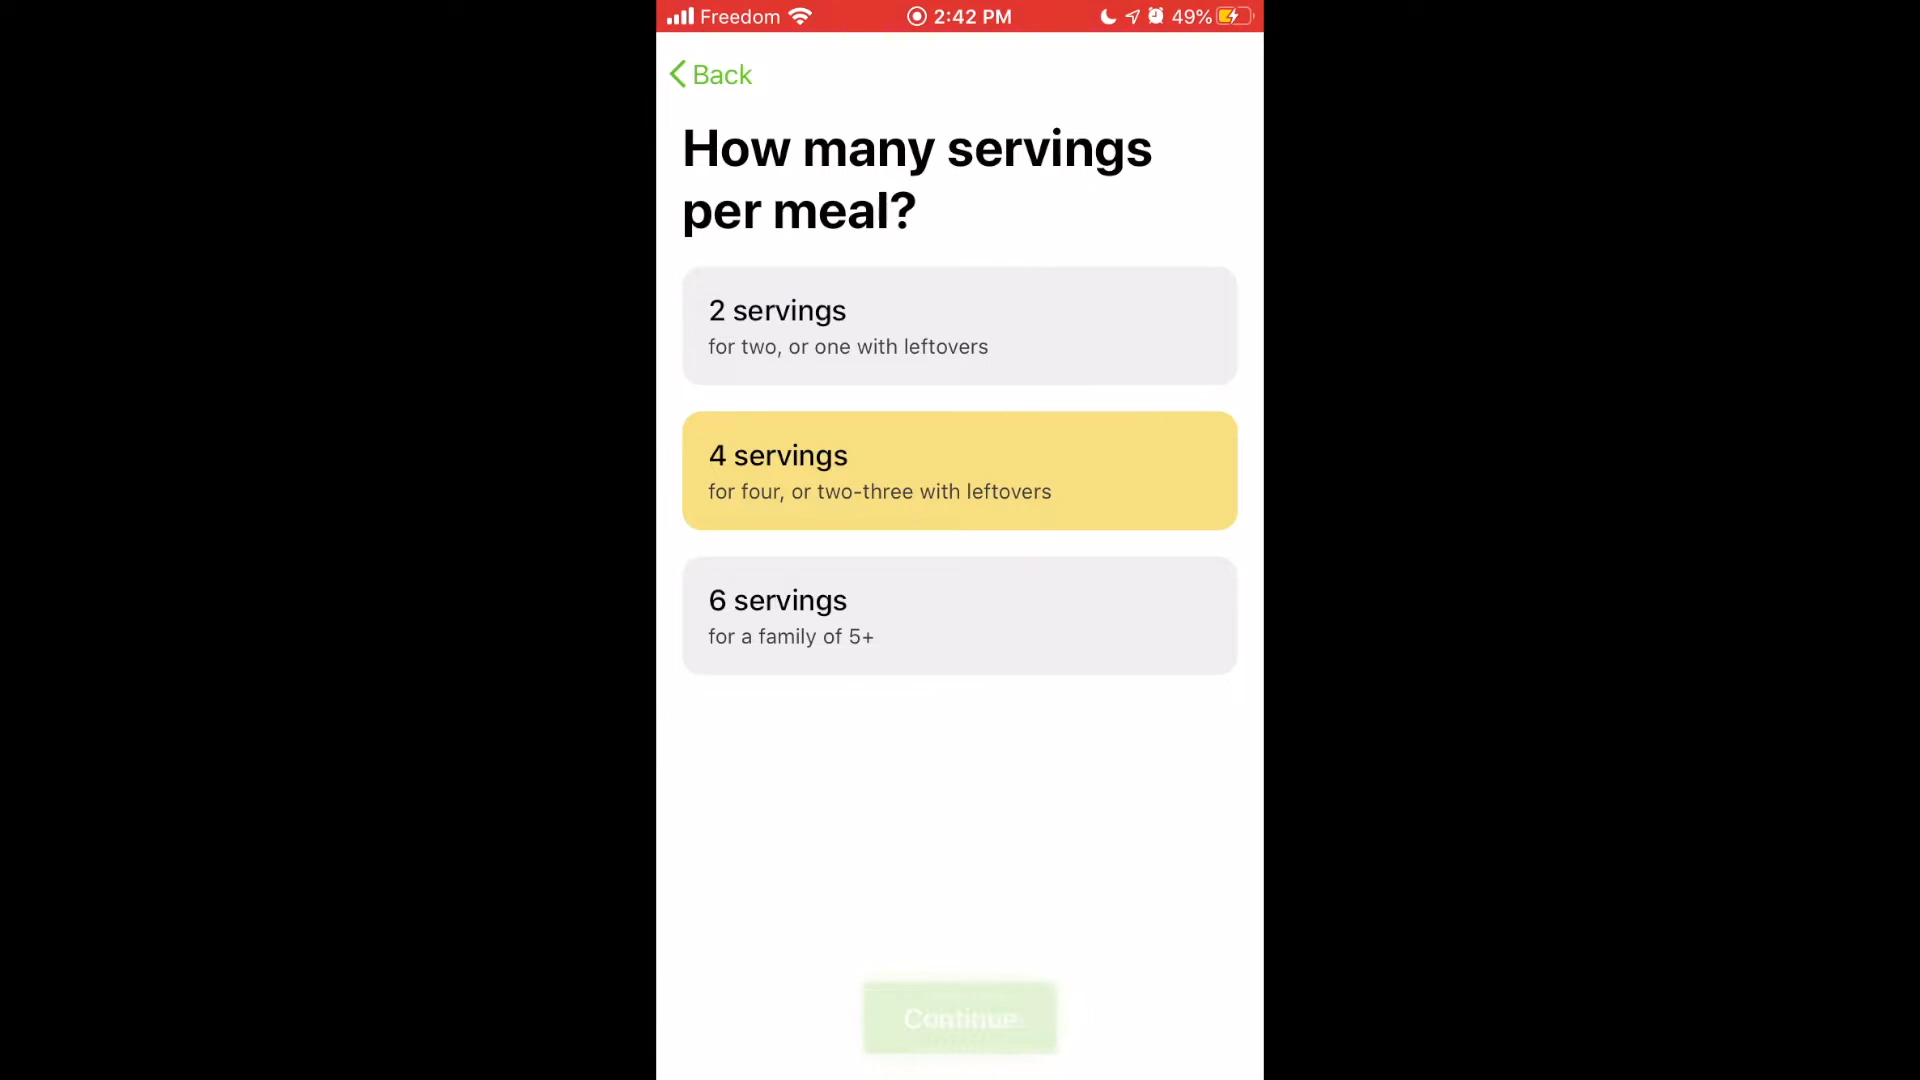 Freedom 2:42 PM 49%
Back
How many servings
per meal?
2 servings
for two, or one with leftovers
4 servings
for four, or two-three with leftovers
6 servings
for a family of 5+
Continue